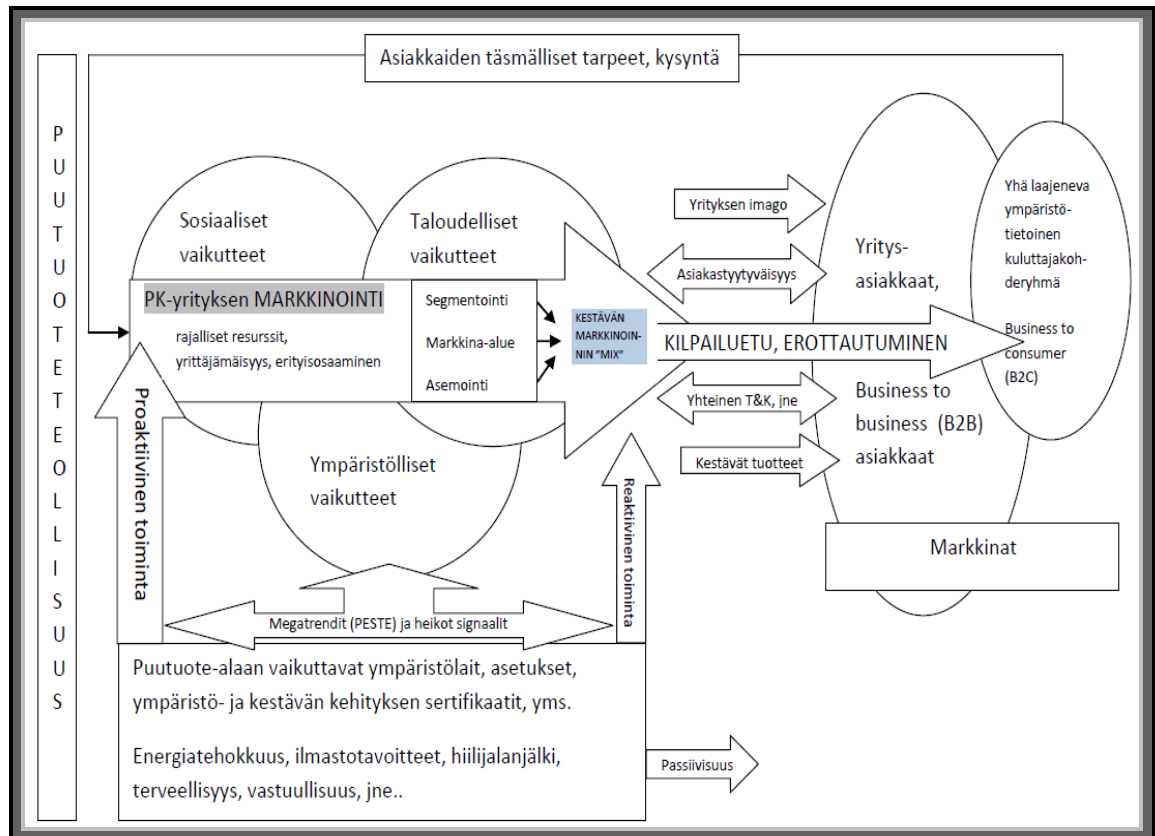 Asiakkaiden täsmälliset tarpeet, kysyntä
PUUTUOTETEOLLISUUS
Sosiaaliset
vaikutteet
Taloudelliset
vaikutteet
PK-yrityksen MARKKINOINTI
rajalliset resurssit,
yrittäjämäisyys, erityisosaaminen
Segmentointi
Markkina-alue
Asemointi
KESTÄVÄN
MARKKINOIN-
NIN "MIX"
Ympäristölliset
vaikutteet
Yrityksen imago
Asiakastyytyväisyys
KILPAILUETU, EROTTAUTUMINEN
Yhteinen T&K, jne
Kestävät tuotteet
Yritys-
asiakkaat,
Business to
business (B2B)
asiakkaat
Yhä laajeneva
ympäristö-
tietoinen
kuluttajakoh-
deryhmä
Business to
consumer
(B2C)
Markkinat
Proaktiivinen toiminta
Reaktiivinen toiminta
Megatrendit (PESTE) ja heikot signaalit
Puutuote-alaan vaikuttavat ympäristölait, asetukset,
ympäristö- ja kestävän kehityksen sertifikaatit, yms.
Energiatehokkuus, ilmastotavoitteet, hiilijalanjälki,
terveellisyys, vastuullisuus, jne..
Passiivisuus